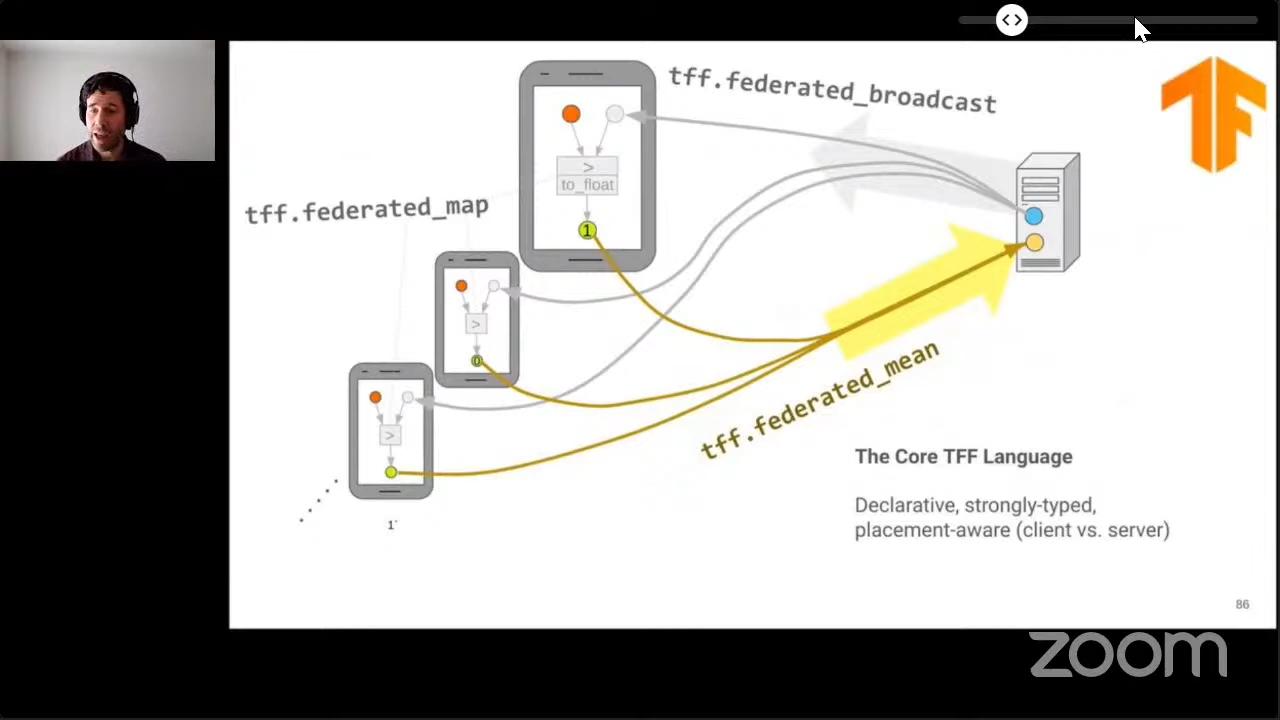 tff.federated_broadcast
TF
>
to_float
1
tff.federated_map
>
0
tff.federated_mean
>
The Core TFF Language
Declarative, strongly-typed,
placement-aware (client vs. server)
86
zoom